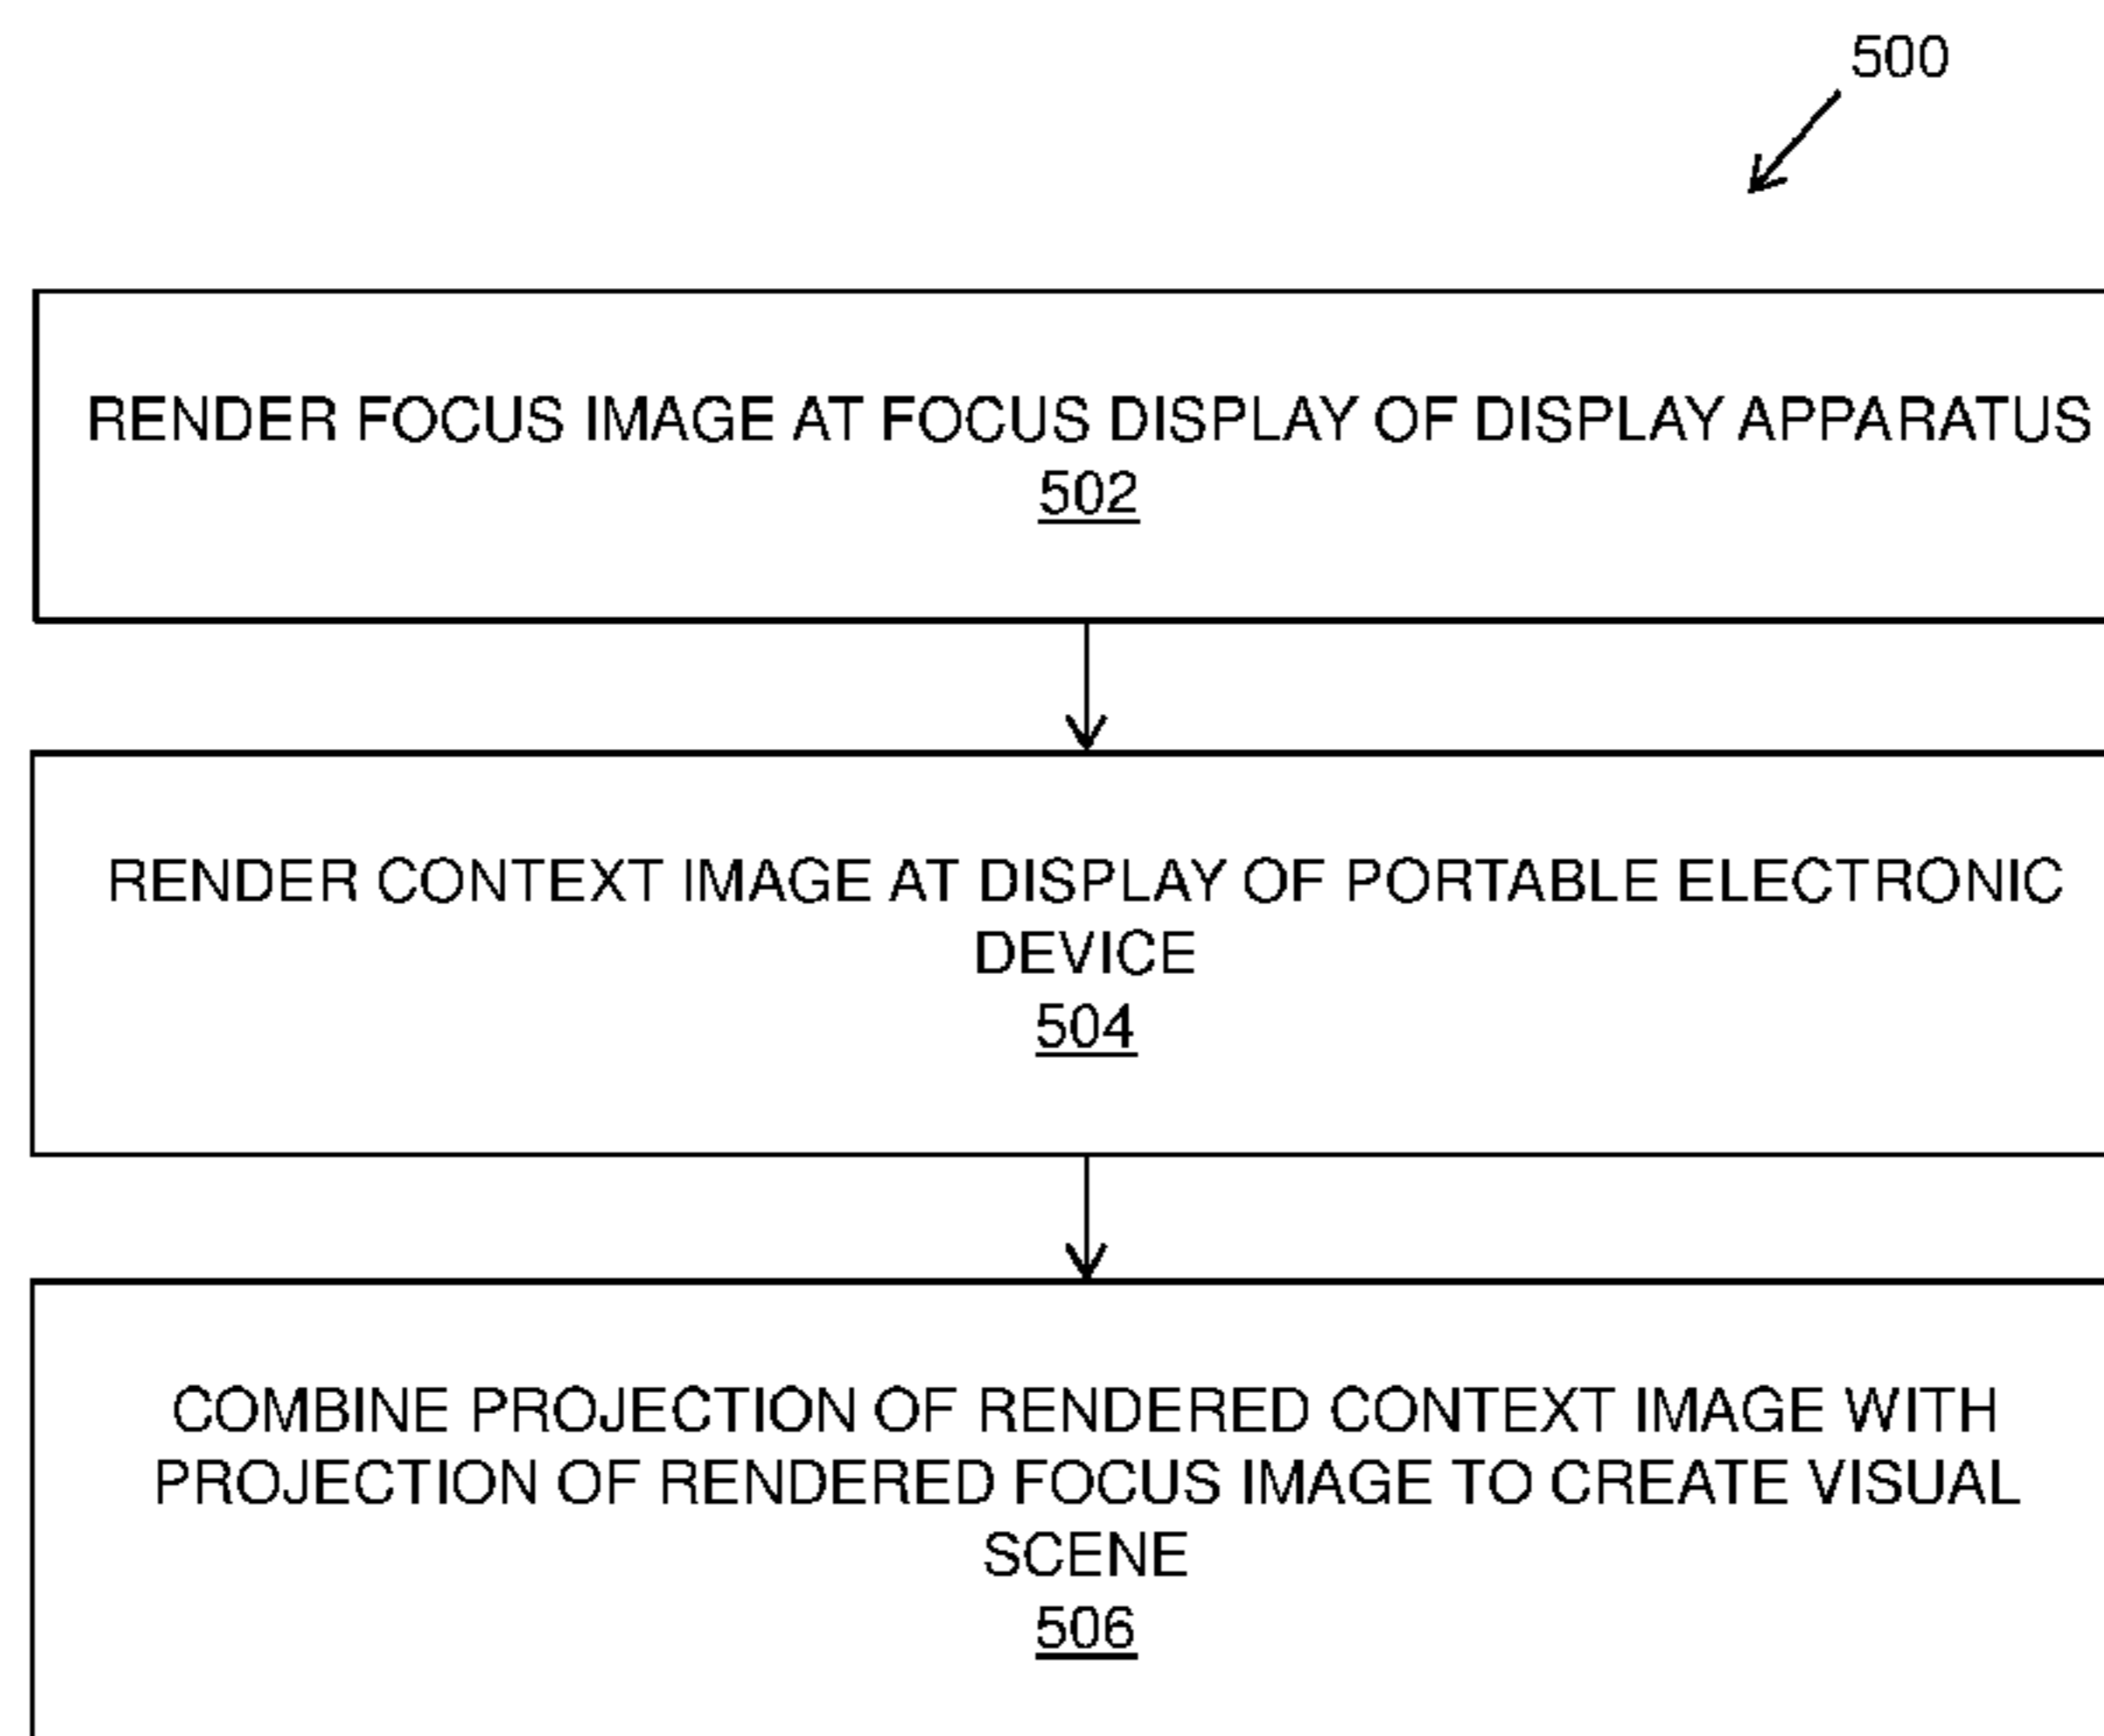 500
RENDER FOCUS IMAGE AT FOCUS DISPLAY OF DISPLAY APPARATUS
502
RENDER CONTEXT IMAGE AT DISPLAY OF PORTABLE ELECTRONIC
DEVICE
504
COMBINE PROJECTION OF RENDERED CONTEXT IMAGE WITH
PROJECTION OF RENDERED FOCUS IMAGE TO CREATE VISUAL
SCENE
506